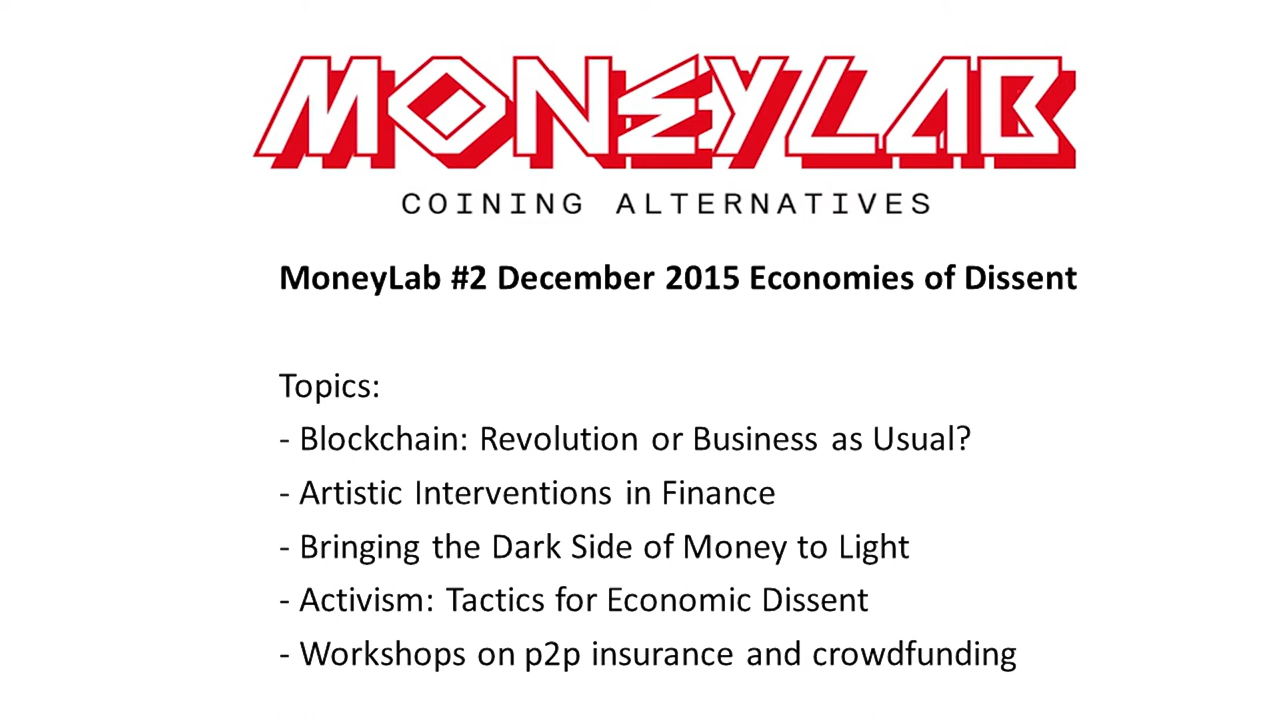 MONEYLAB
COINING ALTERNATIVES
MoneyLab #2 December 2015 Economies of Dissent
Topics:
- Blockchain: Revolution or Business as Usual?
- Artistic Interventions in Finance
- Bringing the Dark Side of Money to Light
- Activism: Tactics for Economic Dissent
- Workshops on p2p insurance and crowdfunding